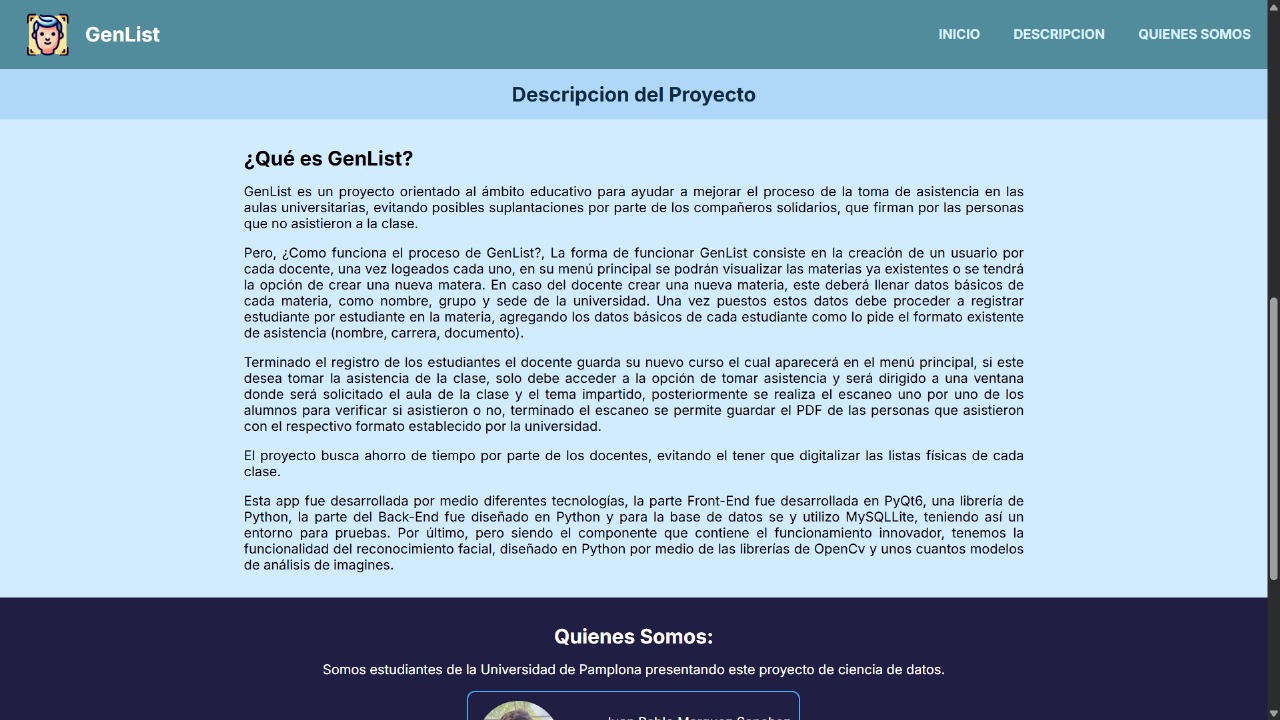 GenList
INICIO
DESCRIPCION
QUIENES SOMOS
Descripcion del Proyecto
¿Qué es GenList?
GenList es un proyecto orientado al ámbito educativo para ayudar a mejorar el proceso de la toma de asistencia en las
aulas universitarias, evitando posibles suplantaciones por parte de los compañeros solidarios, que firman por las personas
que no asistieron a la clase.
Pero, ¿Como funciona el proceso de GenList?, La forma de funcionar GenList consiste en la creación de un usuario por
cada docente, una vez logeados cada uno, en su menú principal se podrán visualizar las materias ya existentes o se tendrá
la opción de crear una nueva matera. En caso del docente crear una nueva materia, este deberá llenar datos básicos de
cada materia, como nombre, grupo y sede de la universidad. Una vez puestos estos datos debe proceder a registrar
estudiante por estudiante en la materia, agregando los datos básicos de cada estudiante como lo pide el formato existente
de asistencia (nombre, carrera, documento).
Terminado el registro de los estudiantes el docente guarda su nuevo curso el cual aparecerá en el menú principal, si este
desea tomar la asistencia de la clase, solo debe acceder a la opción de tomar asistencia y será dirigido a una ventana
donde será solicitado el aula de la clase y el tema impartido, posteriormente se realiza el escaneo uno por uno de los
alumnos para verificar si asistieron o no, terminado el escaneo se permite guardar el PDF de las personas que asistieron
con el respectivo formato establecido por la universidad.
El proyecto busca ahorro de tiempo por parte de los docentes, evitando el tener que digitalizar las listas físicas de cada
clase.
Esta app fue desarrollada por medio diferentes tecnologías, la parte Front-End fue desarrollada en PyQt6, una librería de
Python, la parte del Back-End fue diseñado en Python y para la base de datos se y utilizo MySQLLite, teniendo así un
entorno para pruebas. Por último, pero siendo el componente que contiene el funcionamiento innovador, tenemos la
funcionalidad del reconocimiento facial, diseñado en Python por medio de las librerías de OpenCv y unos cuantos modelos
de análisis de imagines.
Quienes Somos:
Somos estudiantes de la Universidad de Pamplona presentando este proyecto de ciencia de datos.